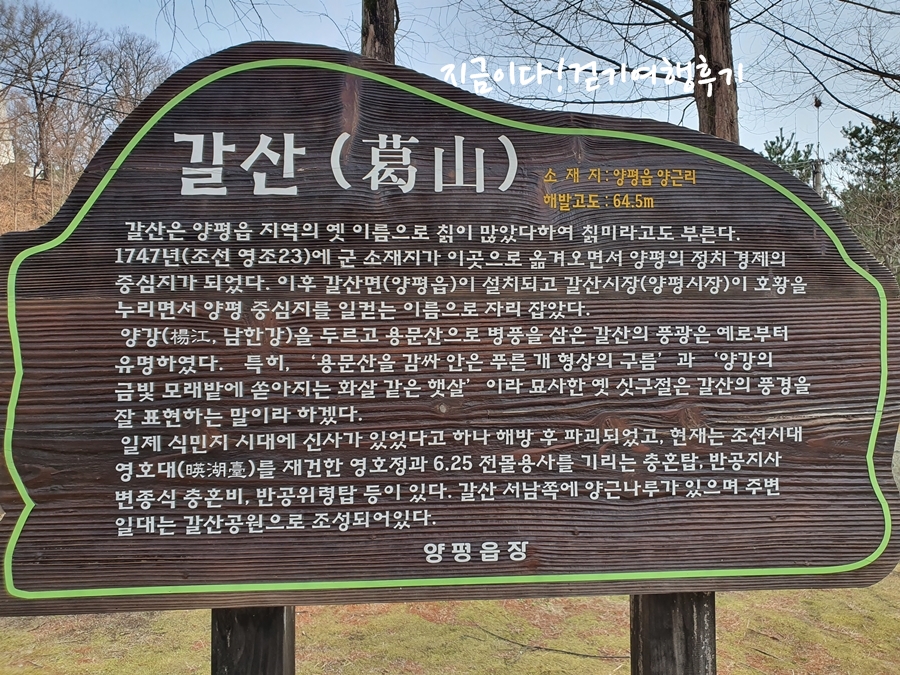 지금이다!걷기여행후기
갈산(葛山)
소 재 지 : 양평읍 양근리
해발고도 : 64.5m
갈산은 양평읍 지역의 옛 이름으로 칡이 많았다하여 칡미라고도 부른다.
1747년(조선 영조23)에 군 소재지가 이곳으로 옮겨오면서 양평의 정치 경제의
중심지가 되었다. 이후 갈산면(양평읍)이 설치되고 갈산시장(양평시장)이 호황을
누리면서 양평 중심지를 일컫는 이름으로 자리 잡았다.
양강(楊江, 남한강)을 두르고 용문산으로 병풍을 삼은 갈산의 풍광은 예로부터
유명하였다. 특히, ‘용문산을 감싸 안은 푸른 개 형상의 구름’ 과 ‘양강의
금빛 모래밭에 쏟아지는 화살 같은 햇살’ 이라 묘사한 옛 싯구절은 갈산의 풍경을
잘 표현하는 말이라 하겠다.
일제 식민지 시대에 신사가 있었다고 하나 해방 후 파괴되었고, 현재는 조선시대
영호대(暎湖臺)를 재건한 영호정과 6.25 전몰용사를 기리는 충혼탑, 반공지사
변종식 충혼비, 반공위령탑 등이 있다. 갈산 서남쪽에 양근나루가 있으며 주변
일대는 갈산공원으로 조성되어있다.
양평읍장